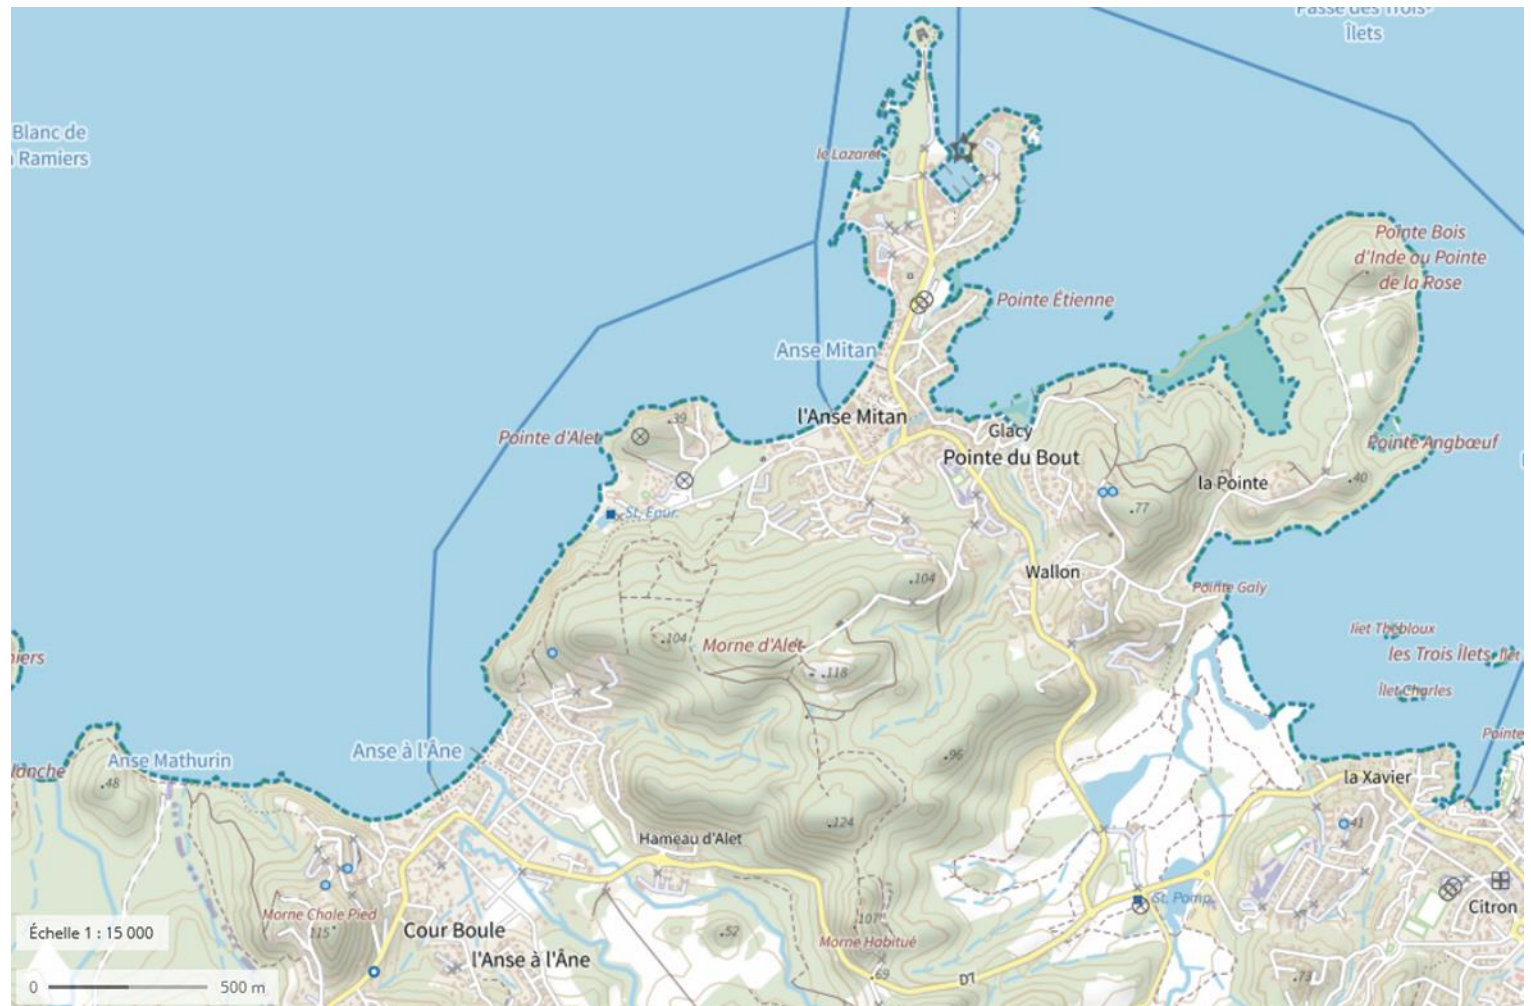 Passe des Trois-
Îlets
Blanc de
Ramiers
le Lazaret
Pointe Bois
d'Inde ou Pointe
de la Rose
Pointe Étienne
Anse Mitan
l'Anse Mitan
Pointe d'Alet
Glacy
Pointe du Bout
Pointe Angbœuf
39
la Pointe
40
St. Épur.
77
104
Wallon
Pointe Galy
104
Morne d'Alet
118
Îlet Thébloux
les Trois Îlets
Îlet
Îlet Charles
Pointe
Anse à l'Âne
Anse Mathurin
lanche
48
96
la Xavier
124
41
Hameau d'Alet
St. Pomp.
Citron
Morne Chale Pied
115
107
Cour Boule
52
Morne Habitué
Échelle 1 : 15 000
l'Anse à l'Âne
69
D7
73
0
500 m